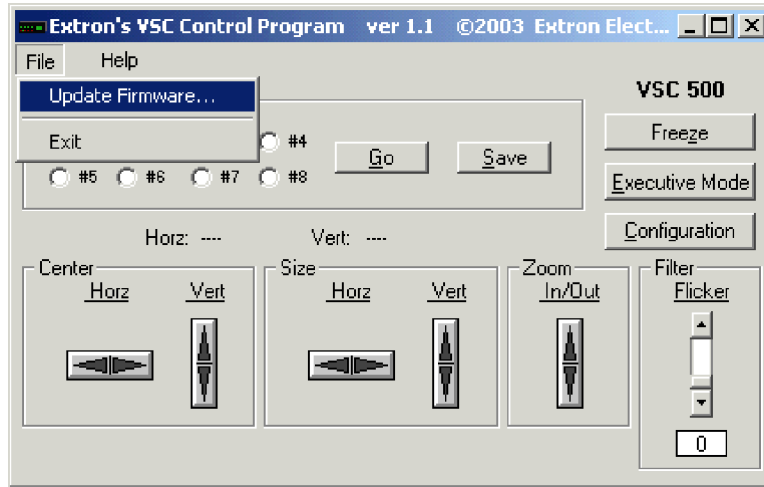 Extron's VSC Control Program ver 1.1 ©2003 Extron Elect...
File Help
Update Firmware...
Exit
VSC 500
#4
Go Save
Freeze
#5 #6 #7 #8
Executive Mode
Configuration
Horz: ---- Vert: ----
Center Size Zoom Filter
Horz Vert Horz Vert In/Out Flicker
0